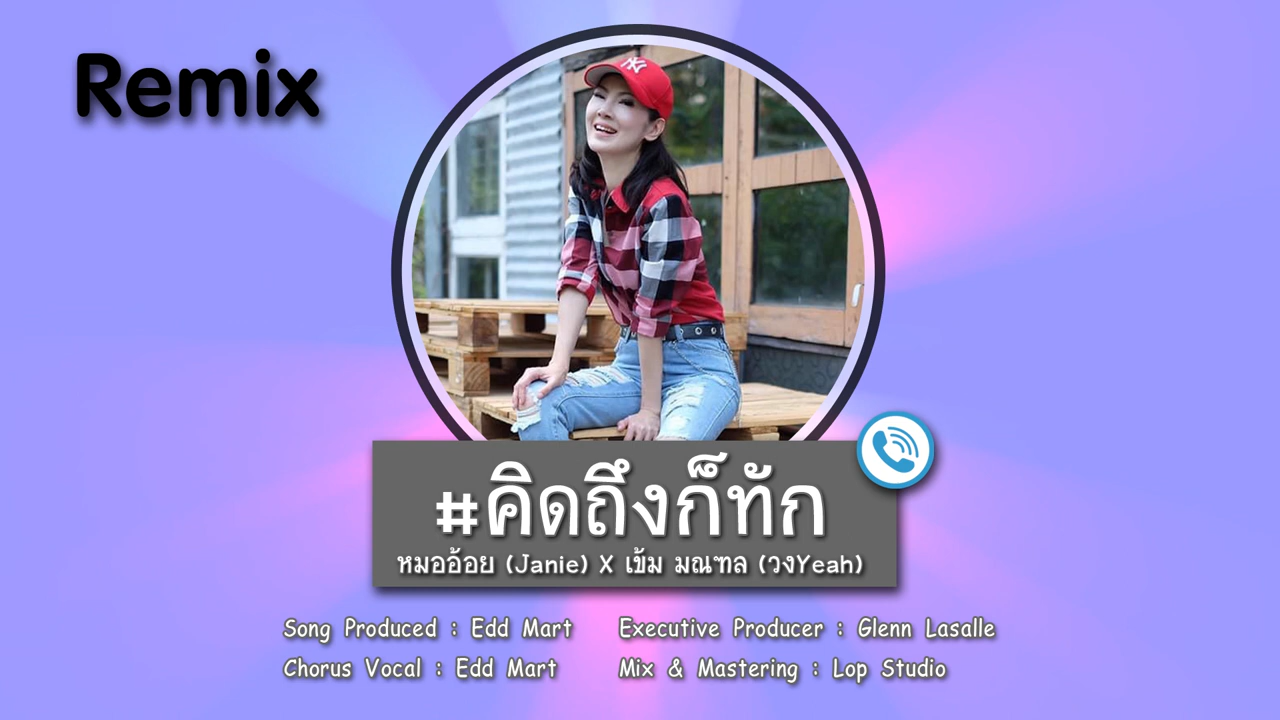 Remix
NY
#คิดถึงก็ทัก
หมออ้อย (Janie) X เข้ม มณฑล (วงYeah)
Song Produced : Edd Mart
Executive Producer : Glenn Lasalle
Chorus Vocal : Edd Mart
Mix & Mastering : Lop Studio